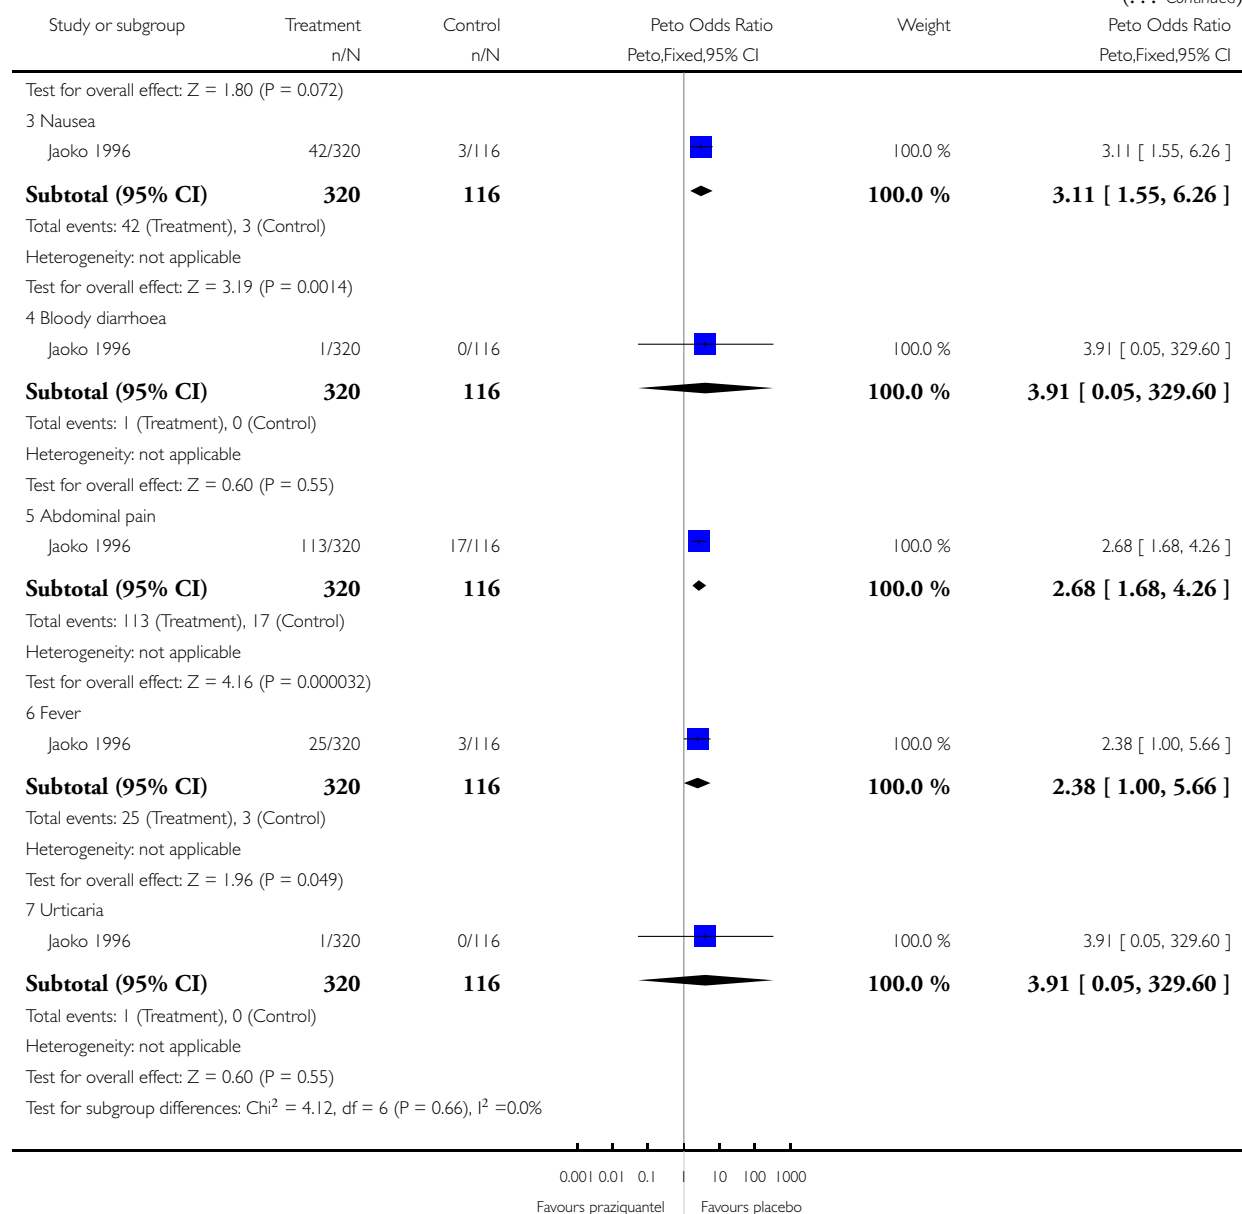 (... Continued)
Study or subgroup Treatment Control Peto Odds Ratio Weight Peto Odds Ratio
n/N n/N Peto,Fixed,95% CI Peto,Fixed,95% CI
Test for overall effect: Z = 1.80 (P = 0.072)
3 Nausea
Jaoko 1996 42/320 3/116 100.0 % 3.11 [ 1.55, 6.26 ]
Subtotal (95% CI) 320 116 100.0 % 3.11 [ 1.55, 6.26 ]
Total events: 42 (Treatment), 3 (Control)
Heterogeneity: not applicable
Test for overall effect: Z = 3.19 (P = 0.0014)
4 Bloody diarrhoea
Jaoko 1996 1/320 0/116 100.0 % 3.91 [ 0.05, 329.60 ]
Subtotal (95% CI) 320 116 100.0 % 3.91 [ 0.05, 329.60 ]
Total events: 1 (Treatment), 0 (Control)
Heterogeneity: not applicable
Test for overall effect: Z = 0.60 (P = 0.55)
5 Abdominal pain
Jaoko 1996 113/320 17/116 100.0 % 2.68 [ 1.68, 4.26 ]
Subtotal (95% CI) 320 116 100.0 % 2.68 [ 1.68, 4.26 ]
Total events: 113 (Treatment), 17 (Control)
Heterogeneity: not applicable
Test for overall effect: Z = 4.16 (P = 0.000032)
6 Fever
Jaoko 1996 25/320 3/116 100.0 % 2.38 [ 1.00, 5.66 ]
Subtotal (95% CI) 320 116 100.0 % 2.38 [ 1.00, 5.66 ]
Total events: 25 (Treatment), 3 (Control)
Heterogeneity: not applicable
Test for overall effect: Z = 1.96 (P = 0.049)
7 Urticaria
Jaoko 1996 1/320 0/116 100.0 % 3.91 [ 0.05, 329.60 ]
Subtotal (95% CI) 320 116 100.0 % 3.91 [ 0.05, 329.60 ]
Total events: 1 (Treatment), 0 (Control)
Heterogeneity: not applicable
Test for overall effect: Z = 0.60 (P = 0.55)
Test for subgroup differences: Chi² = 4.12, df = 6 (P = 0.66), I² =0.0%
0.001 0.01 0.1 1 10 100 1000
Favours praziquantel Favours placebo